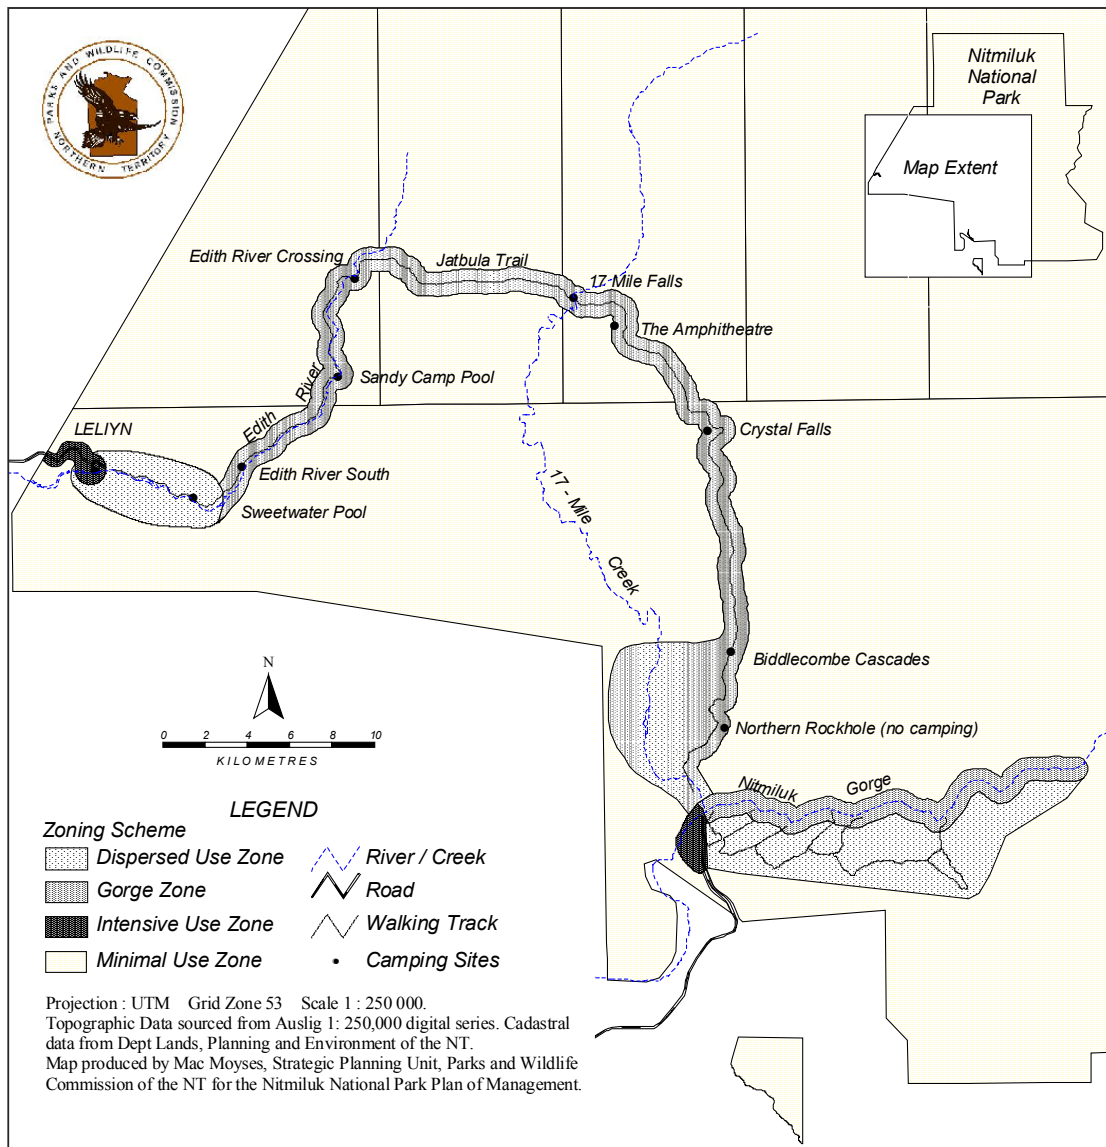 PARKS AND WILDLIFE COMMISSION
NORTHERN TERRITORY
Nitmiluk
National
Park
Map Extent
Edith River Crossing
Jatbula Trail
17-Mile Falls
The Amphitheatre
Sandy Camp Pool
Edith River
Crystal Falls
LELIYN
Edith River South
Sweetwater Pool
17 - Mile Creek
Biddlecombe Cascades
Northern Rockhole (no camping)
Nitmiluk Gorge
N
0 2 4 6 8 10
KILOMETRES
LEGEND
Zoning Scheme
Dispersed Use Zone
Gorge Zone
Intensive Use Zone
Minimal Use Zone
River / Creek
Road
Walking Track
Camping Sites
Projection : UTM Grid Zone 53 Scale 1 : 250 000.
Topographic Data sourced from Auslig 1: 250,000 digital series. Cadastral
data from Dept Lands, Planning and Environment of the NT.
Map produced by Mac Moyses, Strategic Planning Unit, Parks and Wildlife
Commission of the NT for the Nitmiluk National Park Plan of Management.